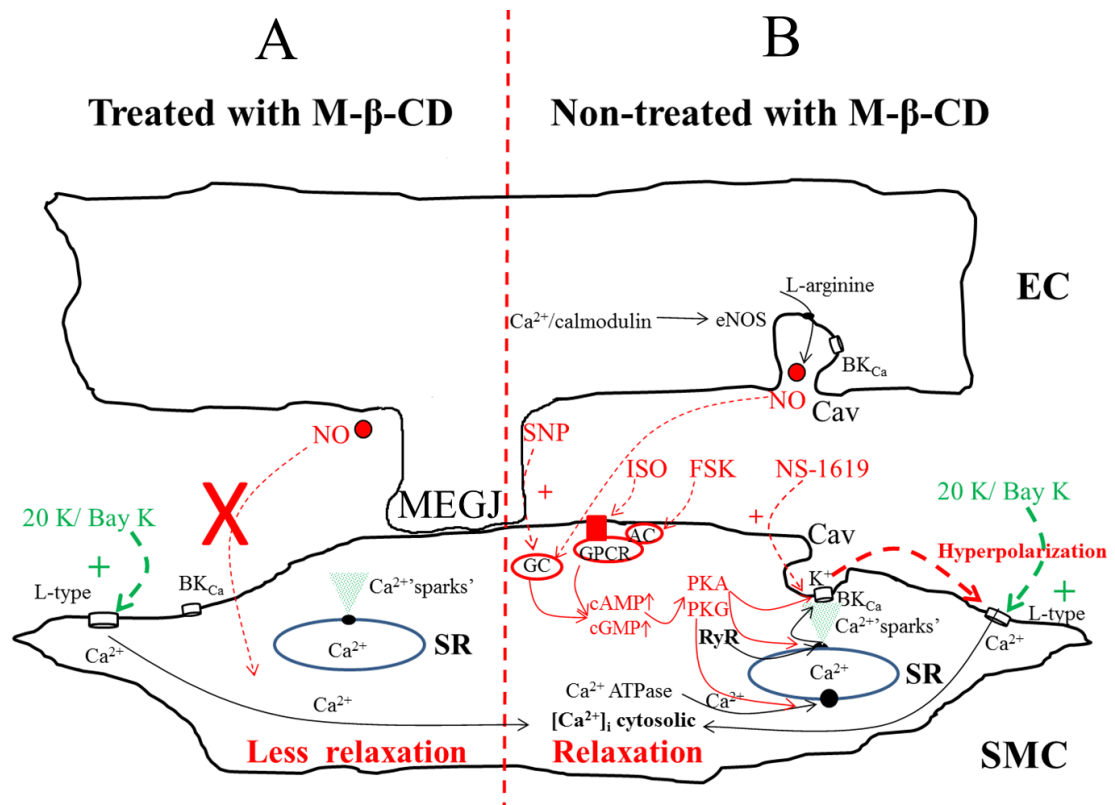 A
B
Treated with M-β-CD
Non-treated with M-β-CD
EC
L-arginine
Ca²⁺/calmodulin
eNOS
BK_Ca
NO
Cav
NO
SNP
ISO
FSK
NS-1619
MEGJ
20 K/ Bay K
20 K/ Bay K
+
+
+
+
X
AC
GPCR
GC
Cav
Hyperpolarization
K⁺
BK_Ca
L-type
BK_Ca
L-type
Ca²⁺'sparks'
Ca²⁺'sparks'
PKA
PKG
cAMP↑
cGMP↑
RyR
Ca²⁺
SR
Ca²⁺
Ca²⁺
SR
Ca²⁺
Ca²⁺
Ca²⁺ ATPase
Ca²⁺
[Ca²⁺]i cytosolic
Less relaxation
Relaxation
SMC